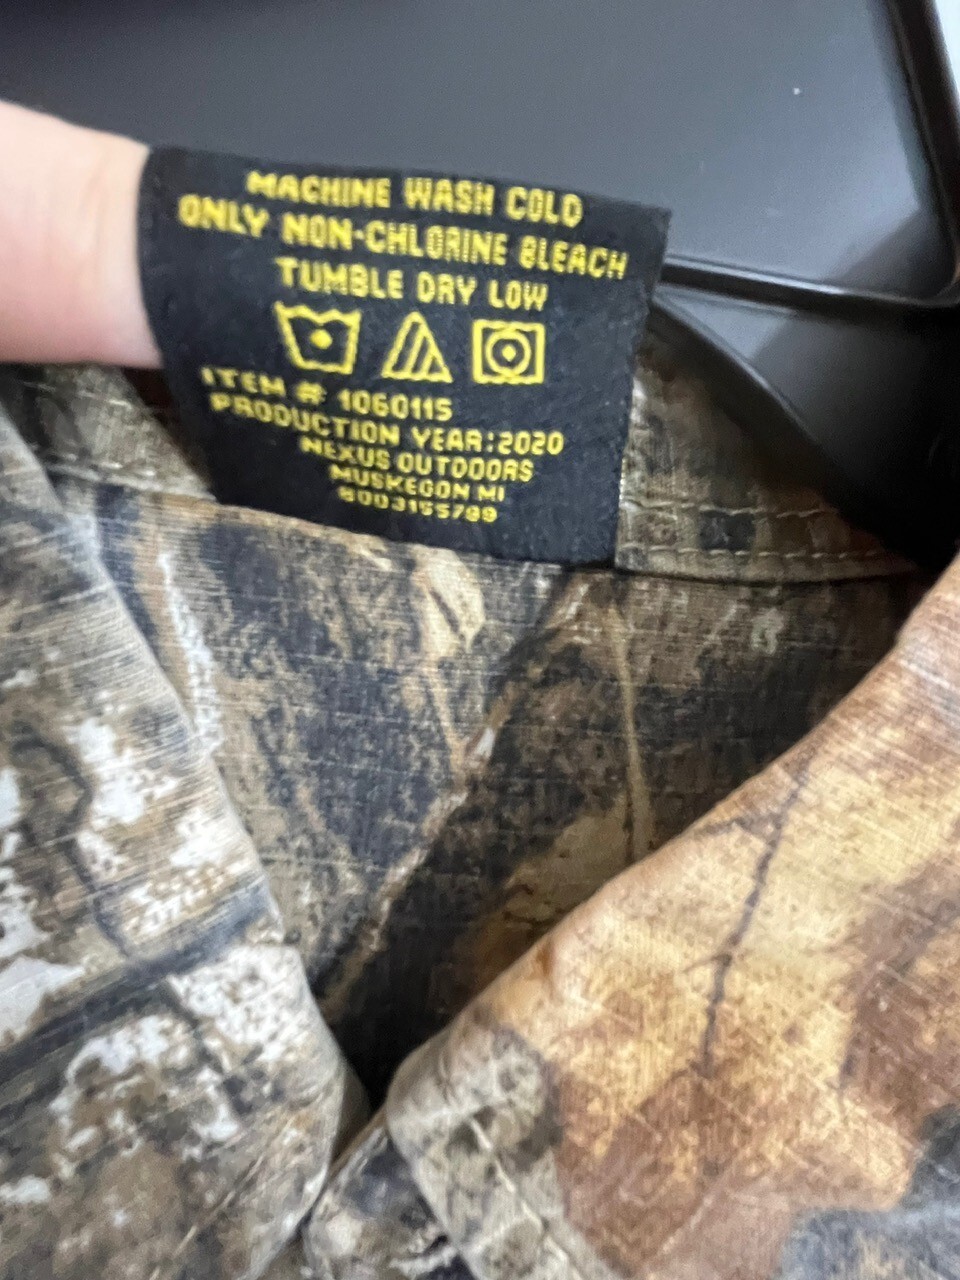 MACHINE WASH COLD
ONLY NON-CHLORINE BLEACH
TUMBLE DRY LOW
ITEM # 1060115
PRODUCTION YEAR:2020
NEXUS OUTDOORS
MUSKEGON MI
8003155799